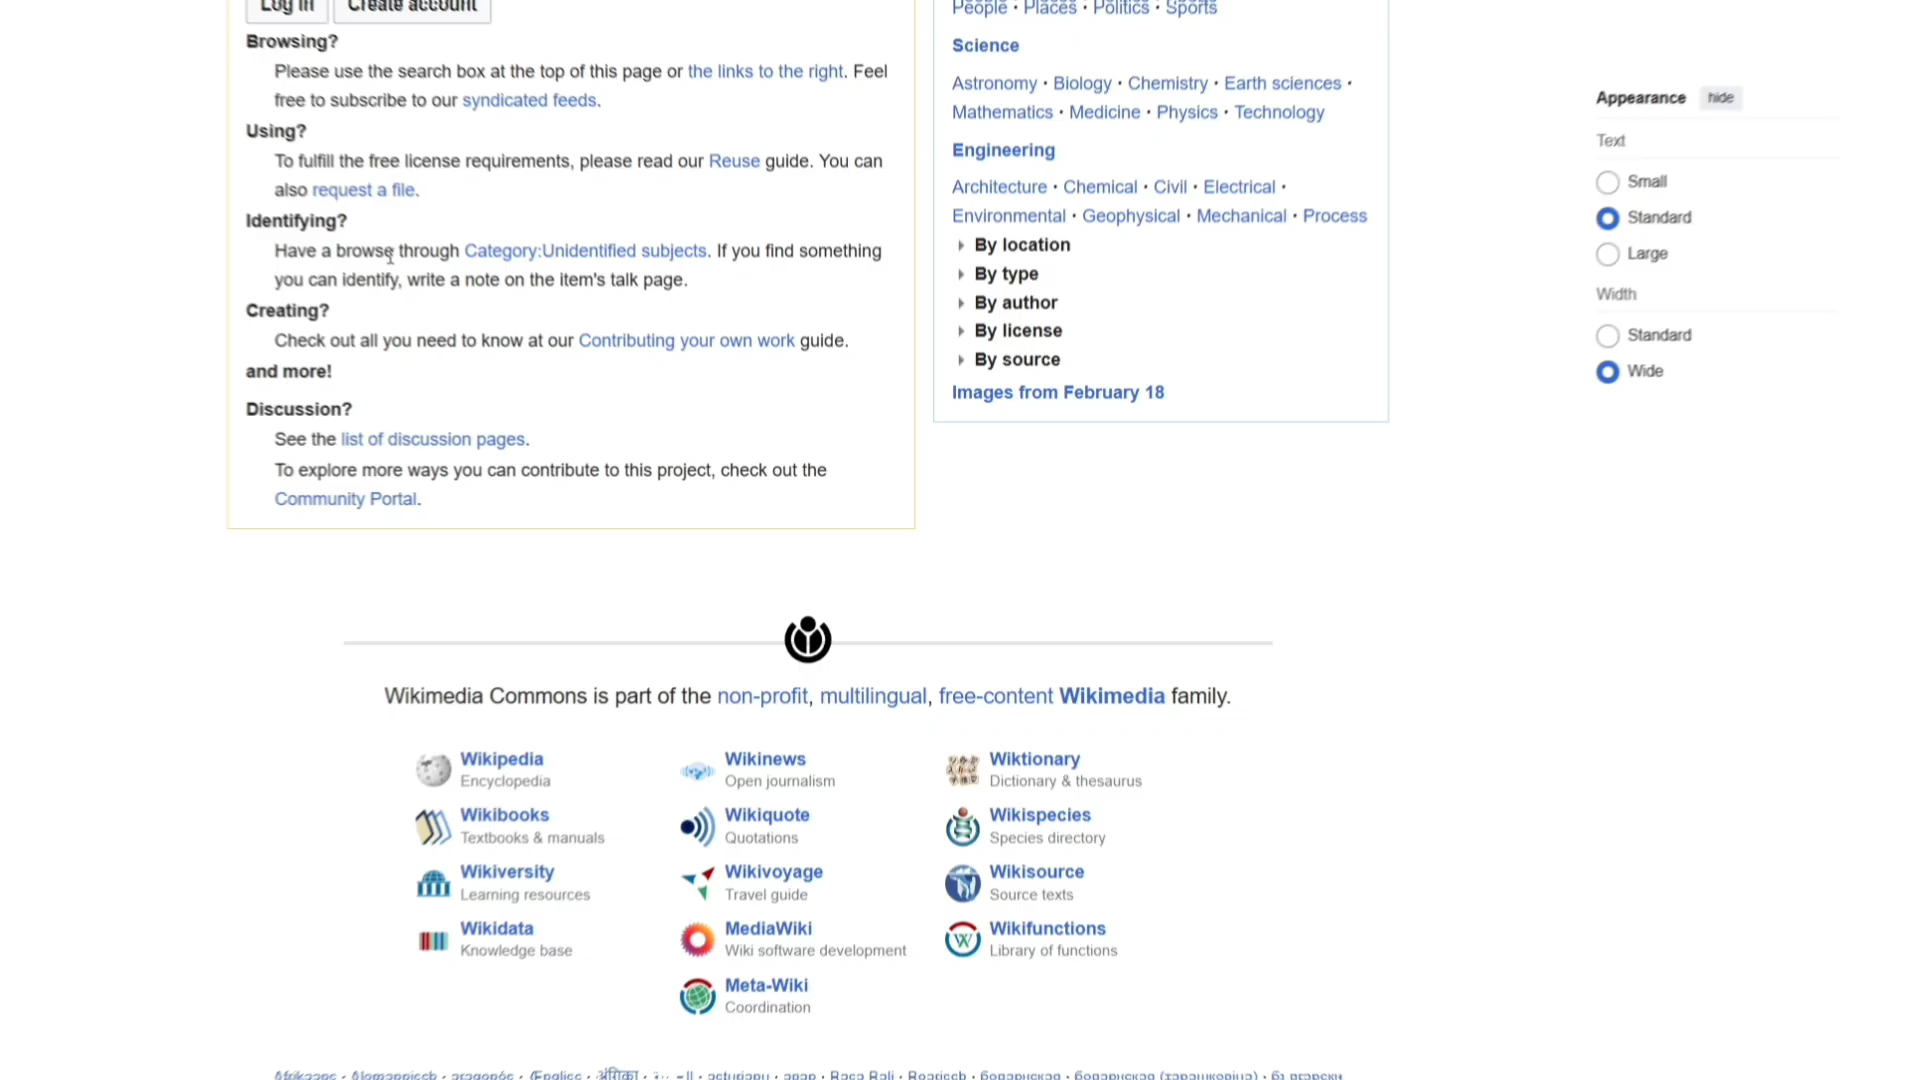 Log in Create account
Browsing?
Please use the search box at the top of this page or the links to the right. Feel
free to subscribe to our syndicated feeds.
Using?
To fulfill the free license requirements, please read our Reuse guide. You can
also request a file.
Identifying?
Have a browse through Category:Unidentified subjects. If you find something
you can identify, write a note on the item's talk page.
Creating?
Check out all you need to know at our Contributing your own work guide.
and more!
Discussion?
See the list of discussion pages.
To explore more ways you can contribute to this project, check out the
Community Portal.
People · Places · Politics · Sports
Science
Astronomy · Biology · Chemistry · Earth sciences ·
Mathematics · Medicine · Physics · Technology
Engineering
Architecture · Chemical · Civil · Electrical ·
Environmental · Geophysical · Mechanical · Process
By location
By type
By author
By license
By source
Images from February 18
Appearance hide
Text
Small
Standard
Large
Width
Standard
Wide
Wikimedia Commons is part of the non-profit, multilingual, free-content Wikimedia family.
Wikipedia
Encyclopedia
Wikinews
Open journalism
Wiktionary
Dictionary & thesaurus
Wikibooks
Textbooks & manuals
Wikiquote
Quotations
Wikispecies
Species directory
Wikiversity
Learning resources
Wikivoyage
Travel guide
Wikisource
Source texts
Wikidata
Knowledge base
MediaWiki
Wiki software development
Wikifunctions
Library of functions
Meta-Wiki
Coordination